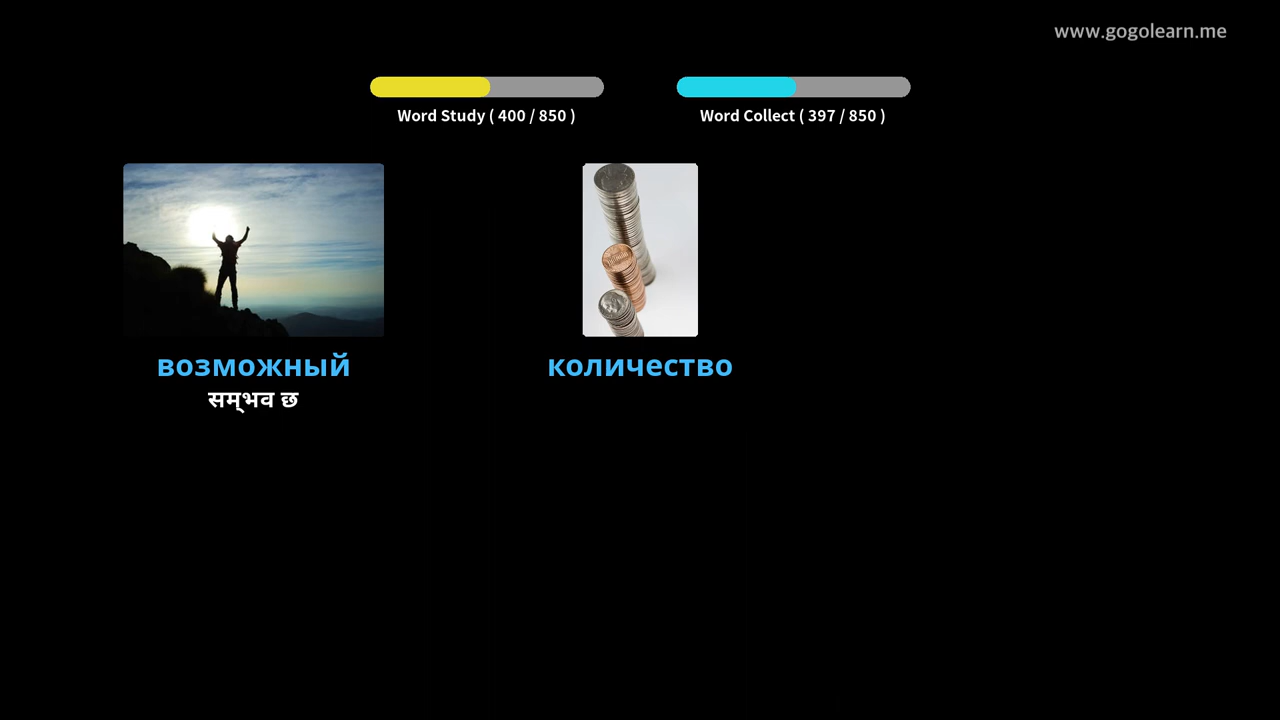 www.gogolearn.me
Word Study ( 400 / 850 )
Word Collect ( 397 / 850 )
возможный
количество
सम्‌भव छ